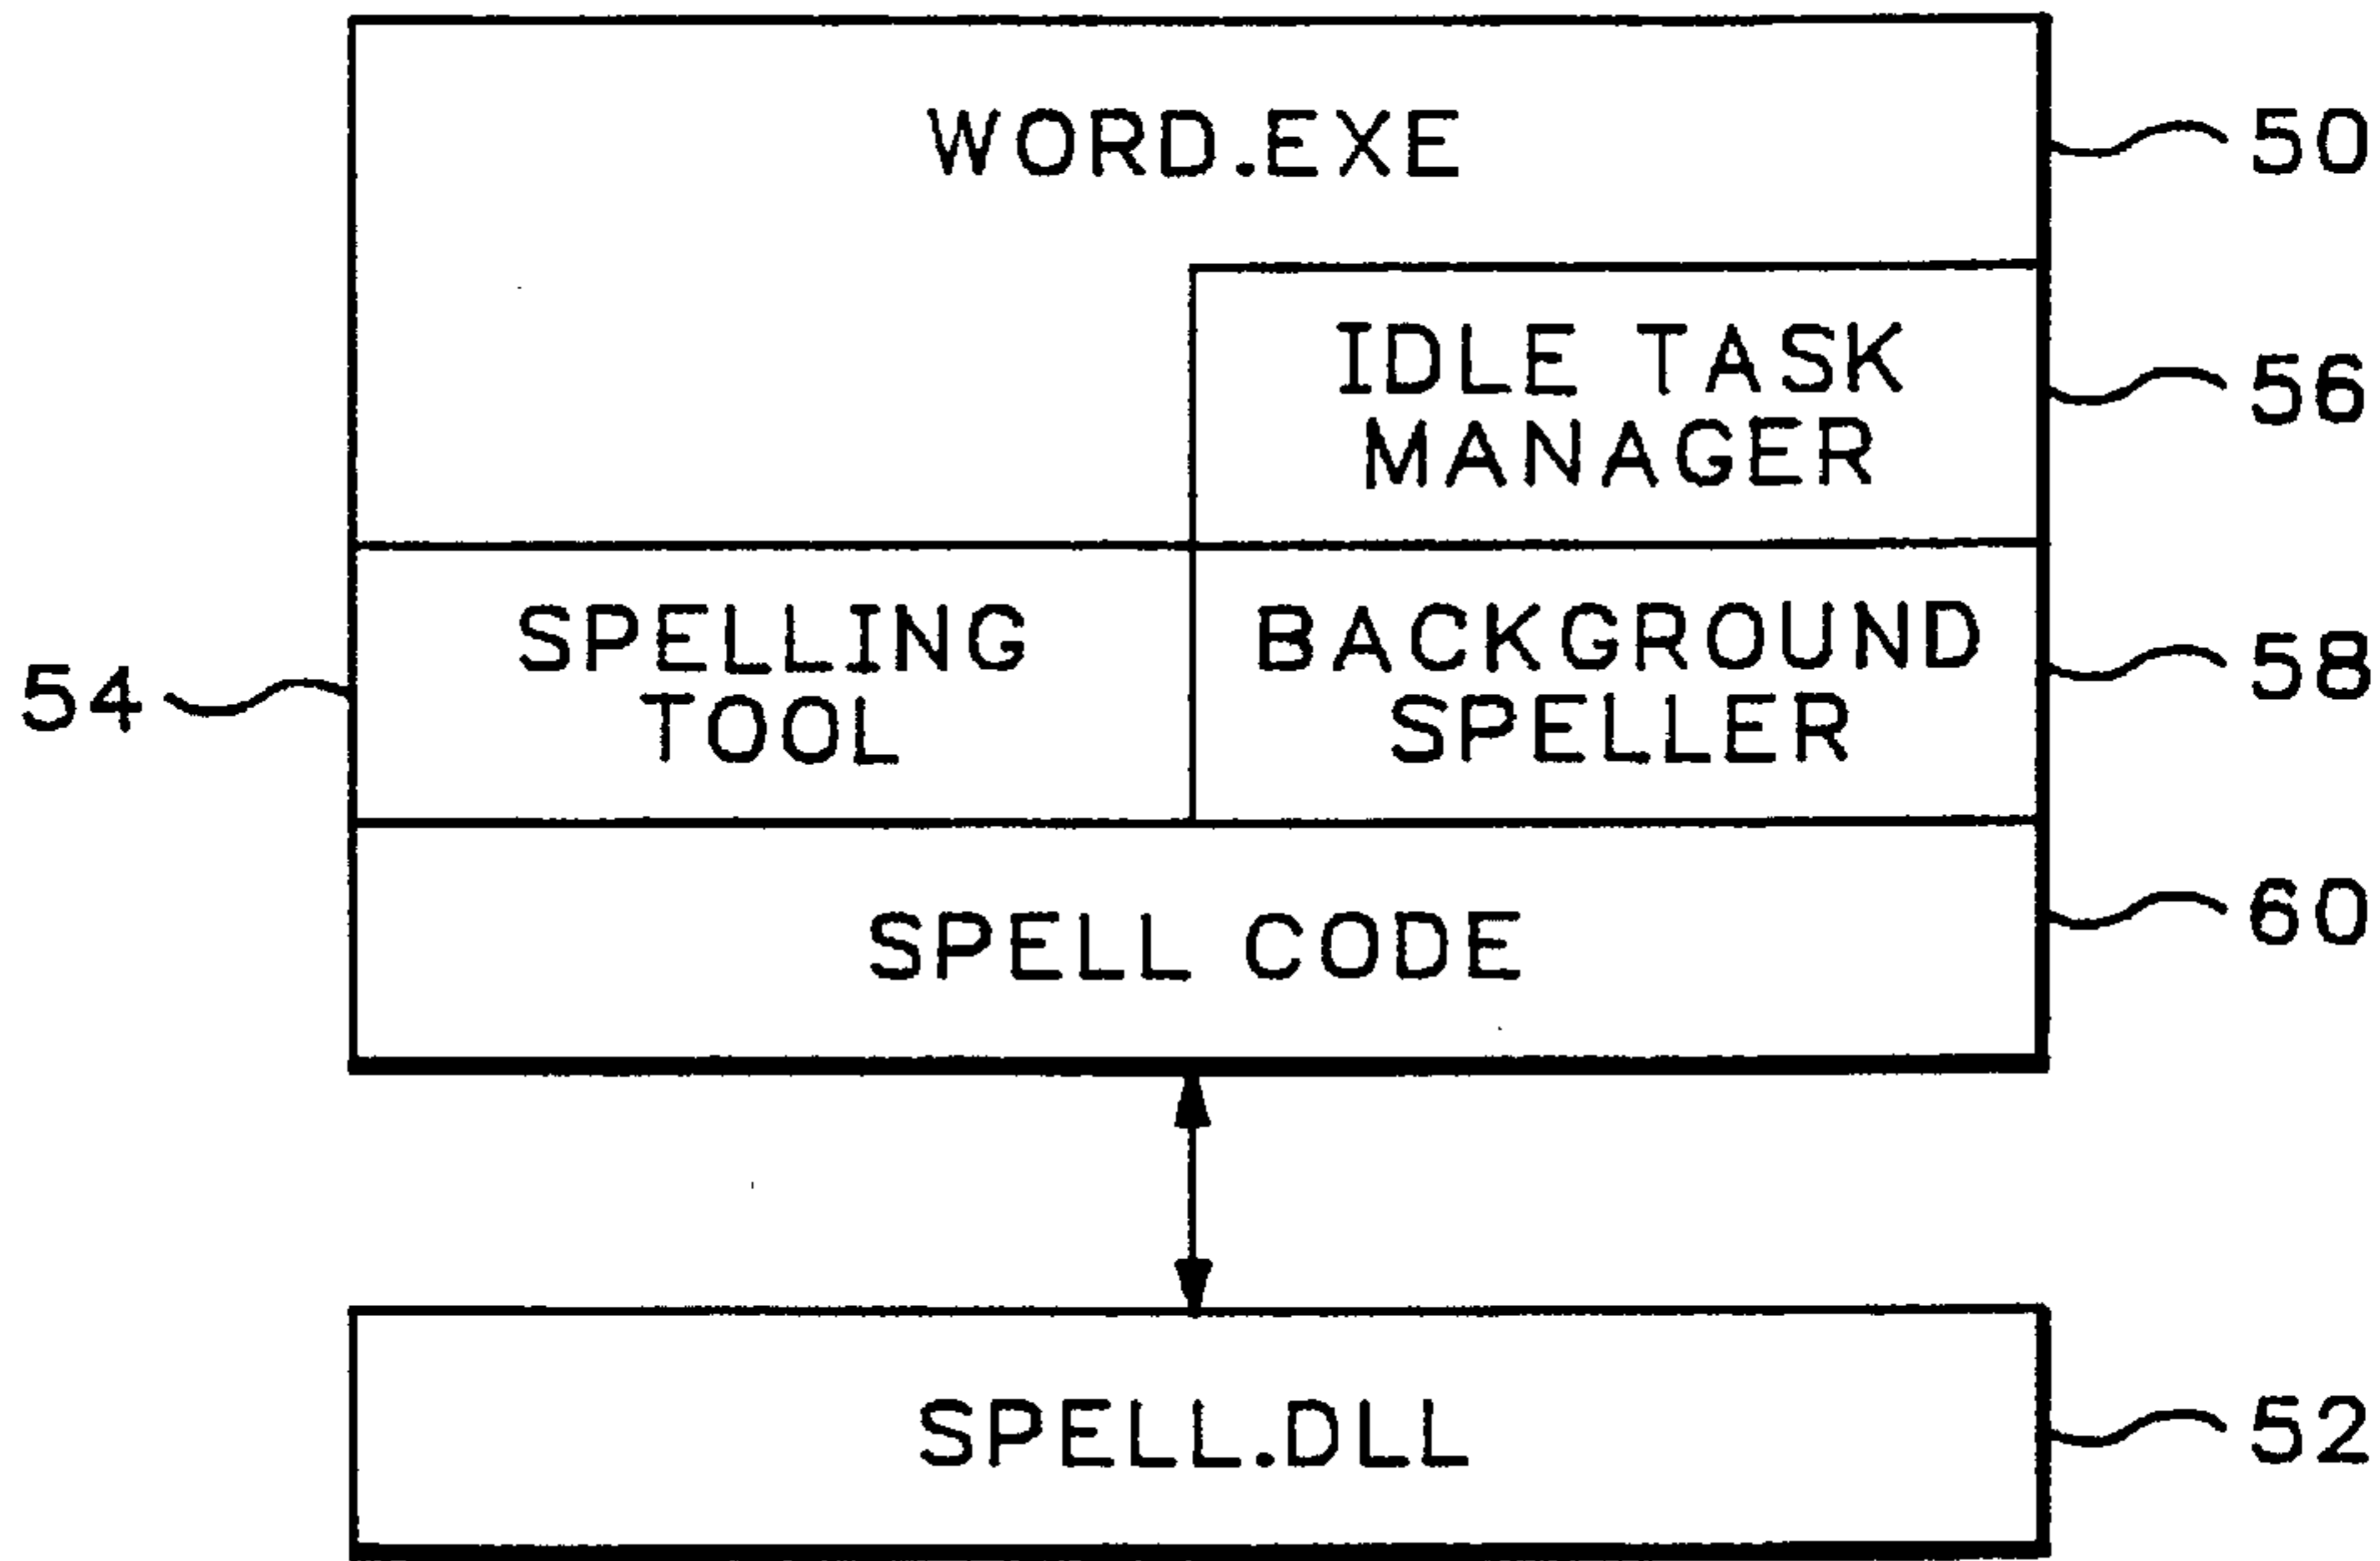 WORD.EXE
50
IDLE TASK
MANAGER
56
SPELLING
TOOL
54
BACKGROUND
SPELLER
58
SPELL CODE
60
SPELL.DLL
52